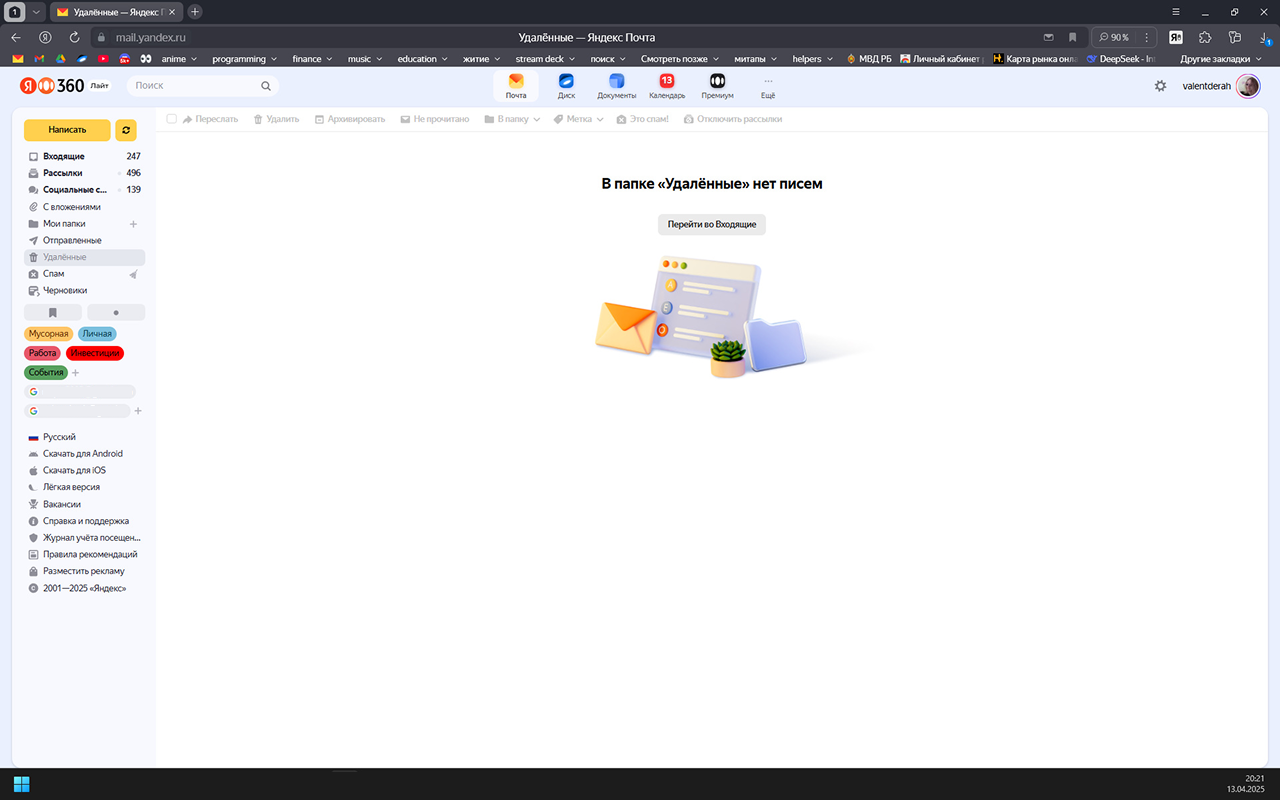 1
Удалённые — Яндекс П
mail.yandex.ru
Удалённые — Яндекс Почта
90 %
anime
programming
finance
music
education
житие
stream deck
поиск
Смотреть позже
митапы
helpers
МВД РБ
Личный кабинет
Карта рынка онла
DeepSeek - Int
Другие закладки
1
Я 360 Лайт
Поиск
Почта
Диск
Документы
13
Календарь
Премиум
Ещё
valentderah
Написать
Переслать
Удалить
Архивировать
Не прочитано
В папку
Метка
Это спам!
Отключить рассылки
Входящие 247
Рассылки 496
Социальные с... 139
С вложениями
Мои папки
Отправленные
Удалённые
Спам
Черновики
Мусорная Личная
Работа Инвестиции
События
В папке «Удалённые» нет писем
Перейти во Входящие
Русский
Скачать для Android
Скачать для iOS
Лёгкая версия
Вакансии
Справка и поддержка
Журнал учёта посещен...
Правила рекомендаций
Разместить рекламу
2001—2025 «Яндекс»
20:21
13.04.2025